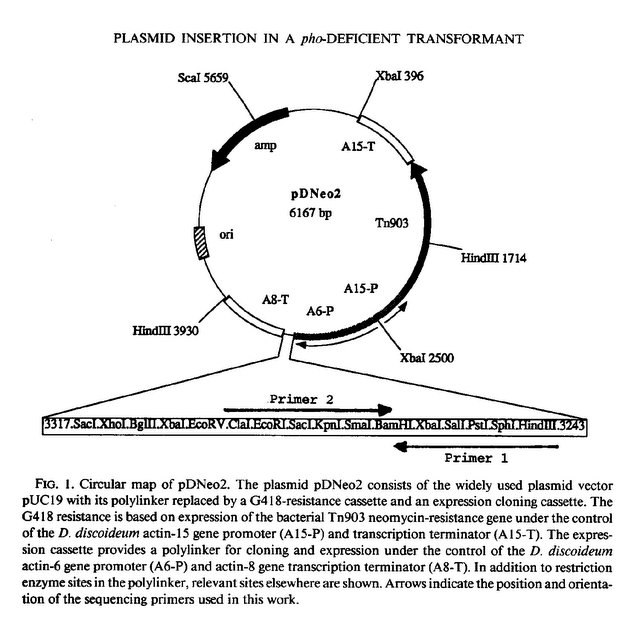 PLASMID INSERTION IN A pho-DEFICIENT TRANSFORMANT
ScaI 5659
XbaI 396
amp
A15-T
pDNeo2
6167 bp
Tn903
ori
HindIII 1714
A15-P
A8-T
A6-P
HindIII 3930
XbaI 2500
Primer 2
3317.SacI.XhoI.BglII.XbaI.EcoRV.ClaI.EcoRI.SacI.KpnI.SmaI.BamHI.XbaI.SalI.PstI.SphI.HindIII.3243
Primer 1
FIG. 1. Circular map of pDNeo2. The plasmid pDNeo2 consists of the widely used plasmid vector
pUC19 with its polylinker replaced by a G418-resistance cassette and an expression cloning cassette. The
G418 resistance is based on expression of the bacterial Tn903 neomycin-resistance gene under the control
of the D. discoideum actin-15 gene promoter (A15-P) and transcription terminator (A15-T). The expres-
sion cassette provides a polylinker for cloning and expression under the control of the D. discoideum
actin-6 gene promoter (A6-P) and actin-8 gene transcription terminator (A8-T). In addition to restriction
enzyme sites in the polylinker, relevant sites elsewhere are shown. Arrows indicate the position and orienta-
tion of the sequencing primers used in this work.